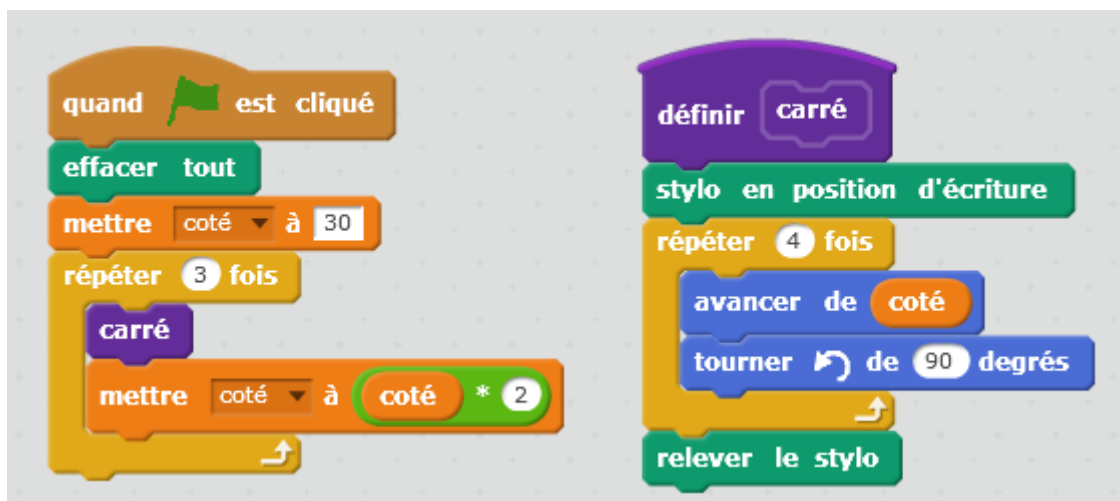 quand est cliqué
effacer tout
mettre coté à 30
répéter 3 fois
carré
mettre coté à coté * 2
définir carré
stylo en position d'écriture
répéter 4 fois
avancer de coté
tourner de 90 degrés
relever le stylo